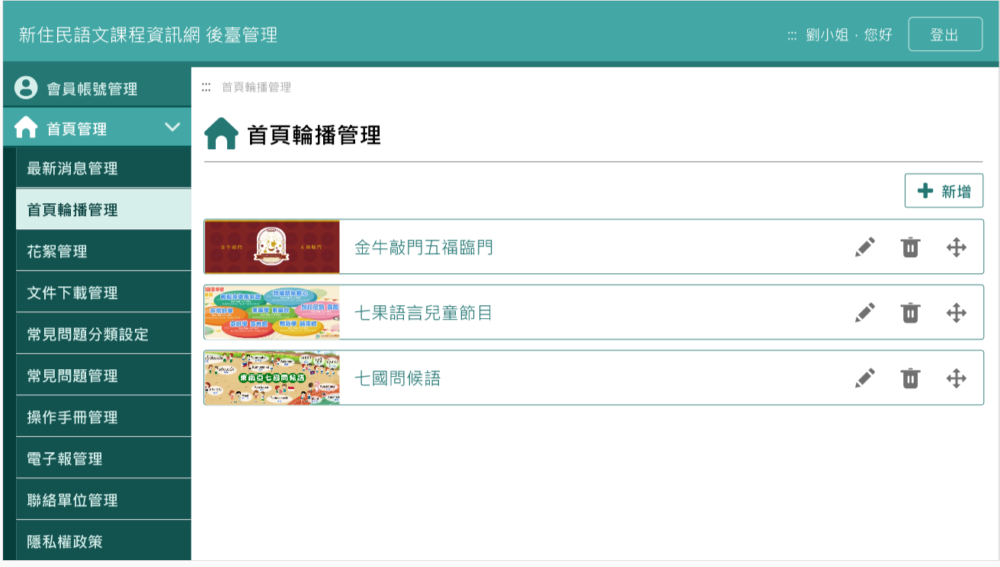 新住民語文課程資訊網 後臺管理
::: 劉小姐，您好
登出
會員帳號管理
首頁管理
最新消息管理
首頁輪播管理
花絮管理
文件下載管理
常見問題分類設定
常見問題管理
操作手冊管理
電子報管理
聯絡單位管理
隱私權政策
::: 首頁輪播管理
首頁輪播管理
新增
金牛敲門 五福臨門
金牛敲門五福臨門
七果語言兒童節目
東南亞七國問候語
七國問候語